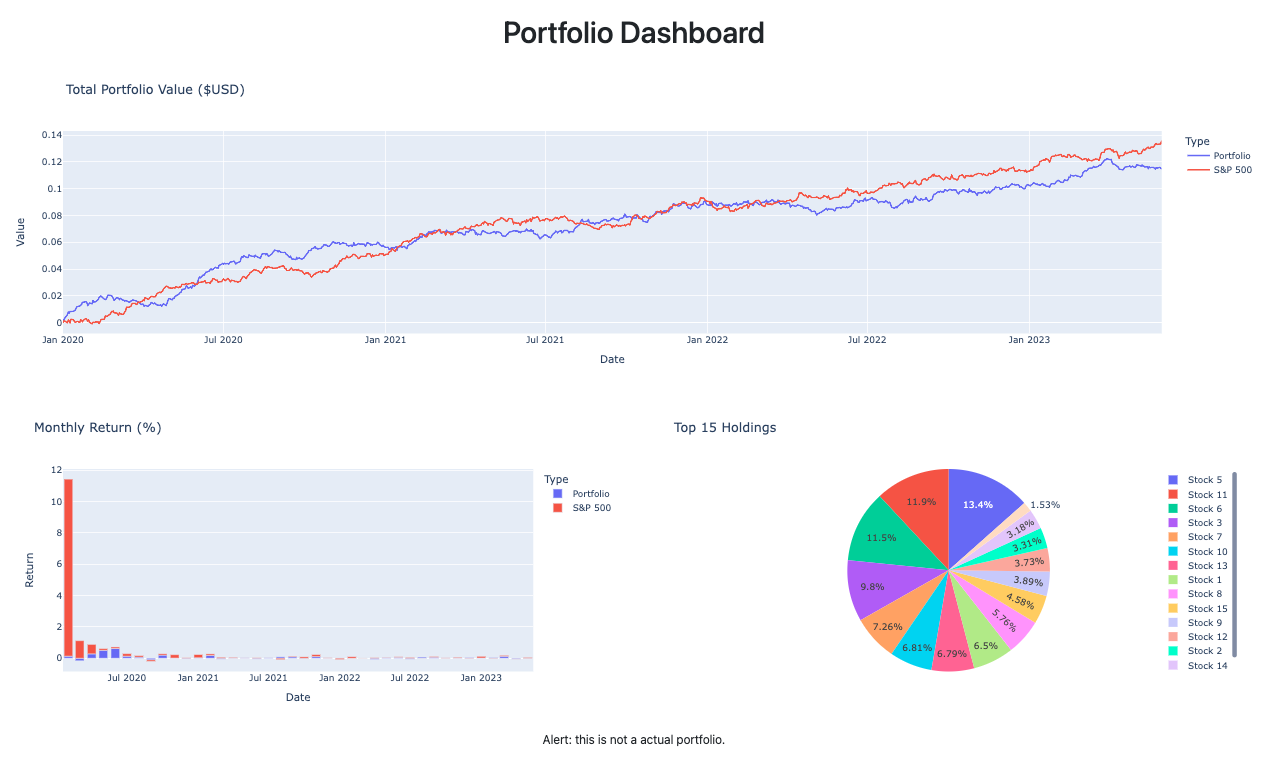 Portfolio Dashboard
Total Portfolio Value ($USD)
0.14
0.12
0.1
0.08
0.06
0.04
0.02
0
Value
Jan 2020
Jul 2020
Jan 2021
Jul 2021
Jan 2022
Jul 2022
Jan 2023
Date
Type
Portfolio
S&P 500
Monthly Return (%)
12
10
8
6
4
2
0
Return
Jul 2020
Jan 2021
Jul 2021
Jan 2022
Jul 2022
Jan 2023
Date
Type
Portfolio
S&P 500
Top 15 Holdings
13.4%
11.9%
11.5%
9.8%
7.26%
6.81%
6.79%
6.5%
5.76%
4.58%
3.89%
3.73%
3.31%
3.18%
1.53%
Stock 5
Stock 11
Stock 6
Stock 3
Stock 7
Stock 10
Stock 13
Stock 1
Stock 8
Stock 15
Stock 9
Stock 12
Stock 2
Stock 14
Alert: this is not a actual portfolio.